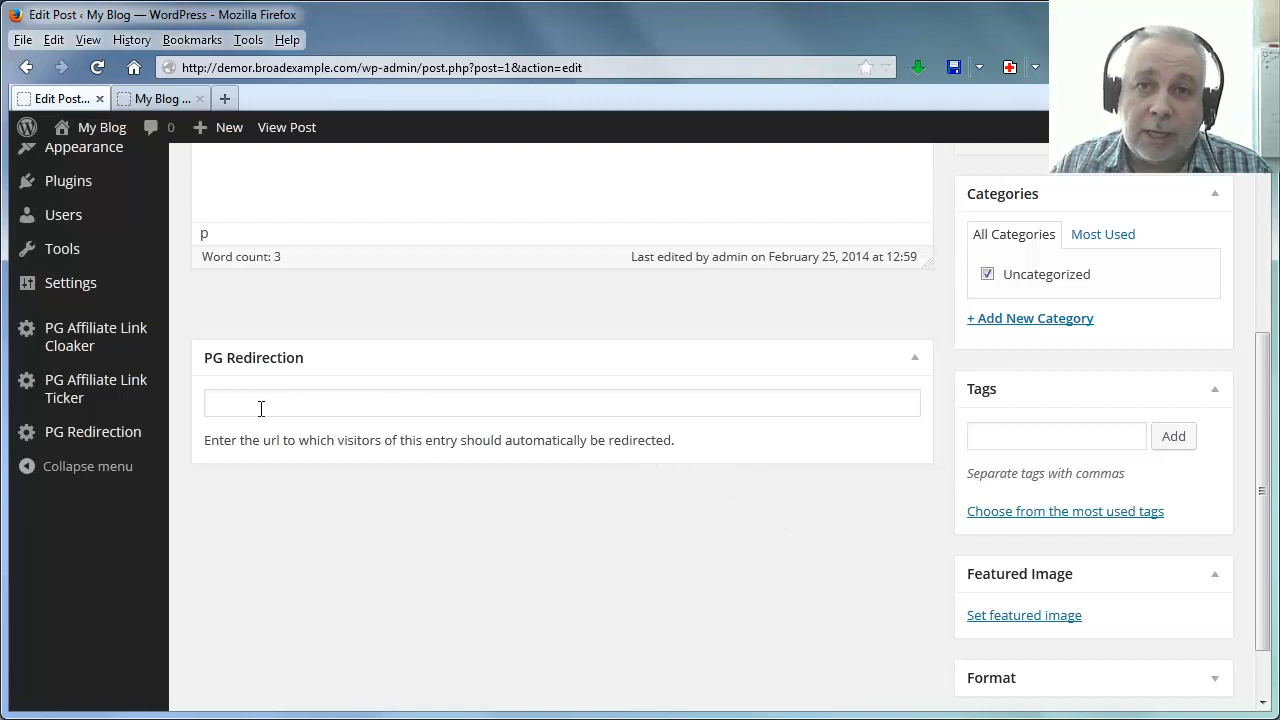 Edit Post ‹ My Blog — WordPress - Mozilla Firefox
File Edit View History Bookmarks Tools Help
http://demor.broadexample.com/wp-admin/post.php?post=1&action=edit
Edit Post... × My Blog ... × +
My Blog 0 + New View Post
Appearance
Plugins
Users
Tools
Settings
PG Affiliate Link
Cloaker
PG Affiliate Link
Ticker
PG Redirection
Collapse menu
p
Word count: 3 Last edited by admin on February 25, 2014 at 12:59
PG Redirection
Enter the url to which visitors of this entry should automatically be redirected.
Categories
All Categories Most Used
Uncategorized
+ Add New Category
Tags
Add
Separate tags with commas
Choose from the most used tags
Featured Image
Set featured image
Format